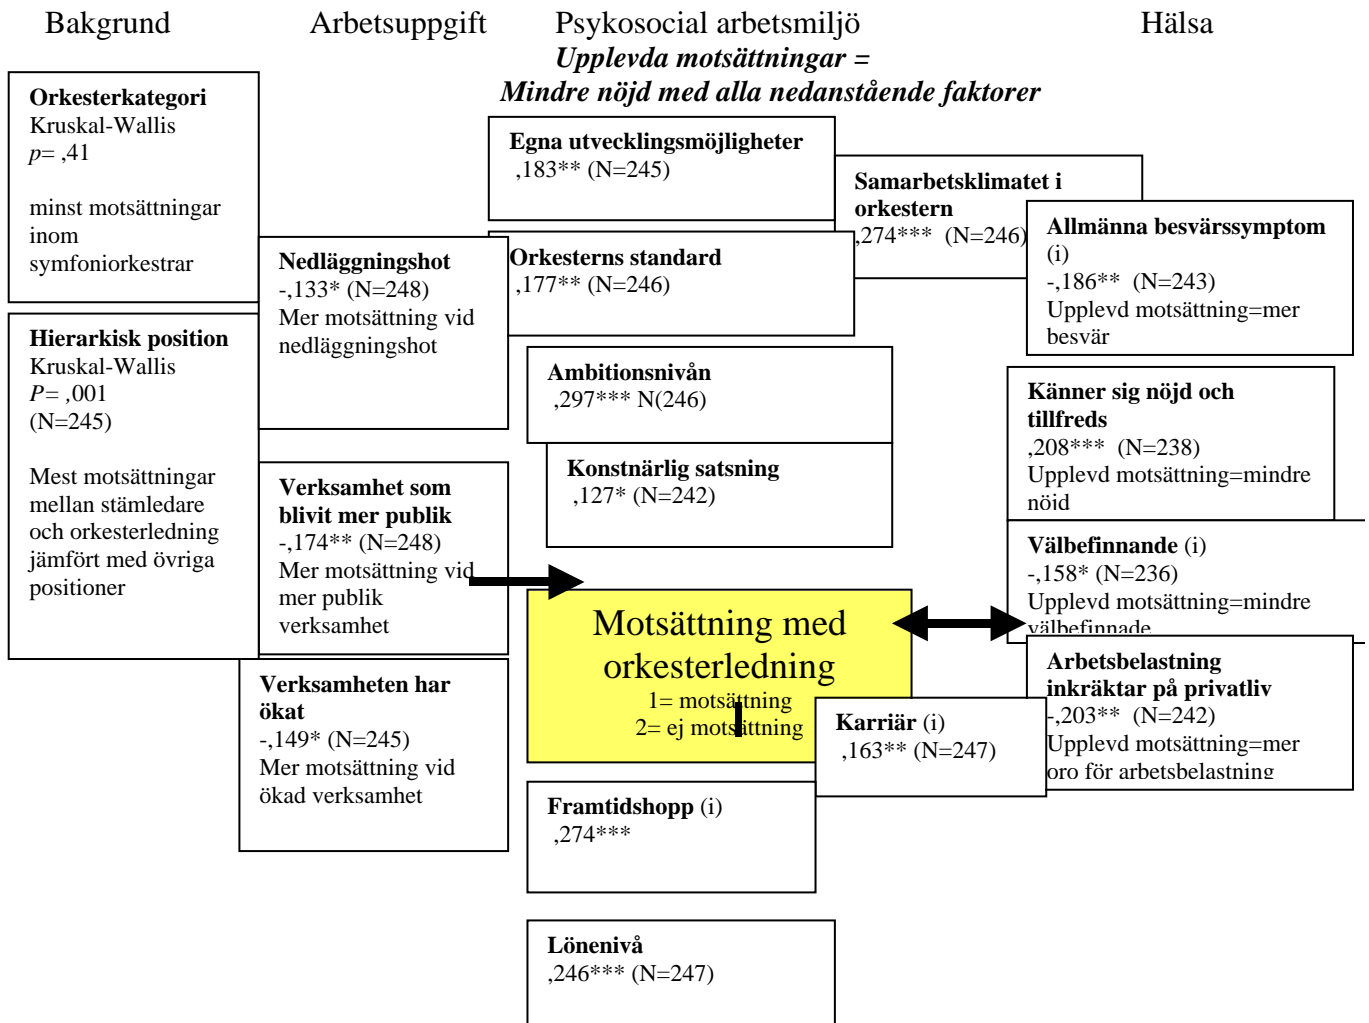 Bakgrund
Arbetsuppgift
Psykosocial arbetsmiljö
Hälsa
Upplevda motsättningar =
Mindre nöjd med alla nedanstående faktorer
Orkesterkategori
Kruskal-Wallis
p= ,41
minst motsättningar
inom
symfoniorkestrar
Hierarkisk position
Kruskal-Wallis
P= ,001
(N=245)
Mest motsättningar
mellan stämledare
och orkesterledning
jämfört med övriga
positioner
Nedläggningshot
-,133* (N=248)
Mer motsättning vid
nedläggningshot
Verksamhet som
blivit mer publik
-,174** (N=248)
Mer motsättning vid
mer publik
verksamhet
Verksamheten har
ökat
-,149* (N=245)
Mer motsättning vid
ökad verksamhet
Egna utvecklingsmöjligheter
,183** (N=245)
Orkesterns standard
,177** (N=246)
Ambitionsnivån
,297*** N(246)
Konstnärlig satsning
,127* (N=242)
Motsättning med
orkesterledning
1= motsättning
2= ej motsättning
Karriär (i)
,163** (N=247)
Framtidshopp (i)
,274***
Lönenivå
,246*** (N=247)
Samarbetsklimatet i
orkestern
,274*** (N=246)
Allmänna besvärssymptom
(i)
-,186** (N=243)
Upplevd motsättning=mer
besvär
Känner sig nöjd och
tillfreds
,208*** (N=238)
Upplevd motsättning=mindre
nöjd
Välbefinnande (i)
-,158* (N=236)
Upplevd motsättning=mindre
välbefinnade
Arbetsbelastning
inkräktar på privatliv
-,203** (N=242)
Upplevd motsättning=mer
oro för arbetsbelastning